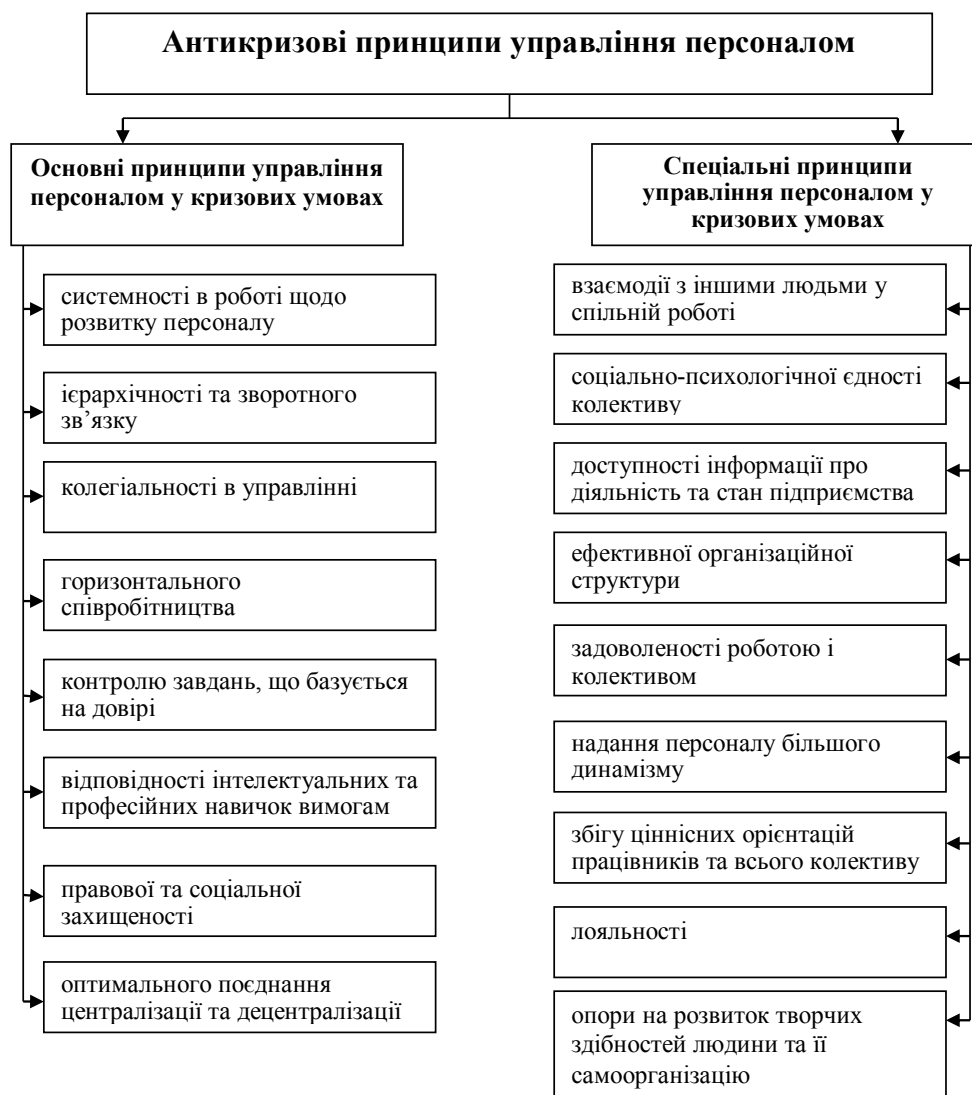 Антикризові принципи управління персоналом
Основні принципи управління
персоналом у кризових умовах
системності в роботі щодо
розвитку персоналу
ієрархічності та зворотного
зв’язку
колегіальності в управлінні
горизонтального
співробітництва
контролю завдань, що базується
на довірі
відповідності інтелектуальних та
професійних навичок вимогам
правової та соціальної
захищеності
оптимального поєднання
централізації та децентралізації
Спеціальні принципи
управління персоналом у
кризових умовах
взаємодії з іншими людьми у
спільній роботі
соціально-психологічної єдності
колективу
доступності інформації про
діяльність та стан підприємства
ефективної організаційної
структури
задоволеності роботою і
колективом
надання персоналу більшого
динамізму
збігу ціннісних орієнтацій
працівників та всього колективу
лояльності
опори на розвиток творчих
здібностей людини та її
самоорганізацію